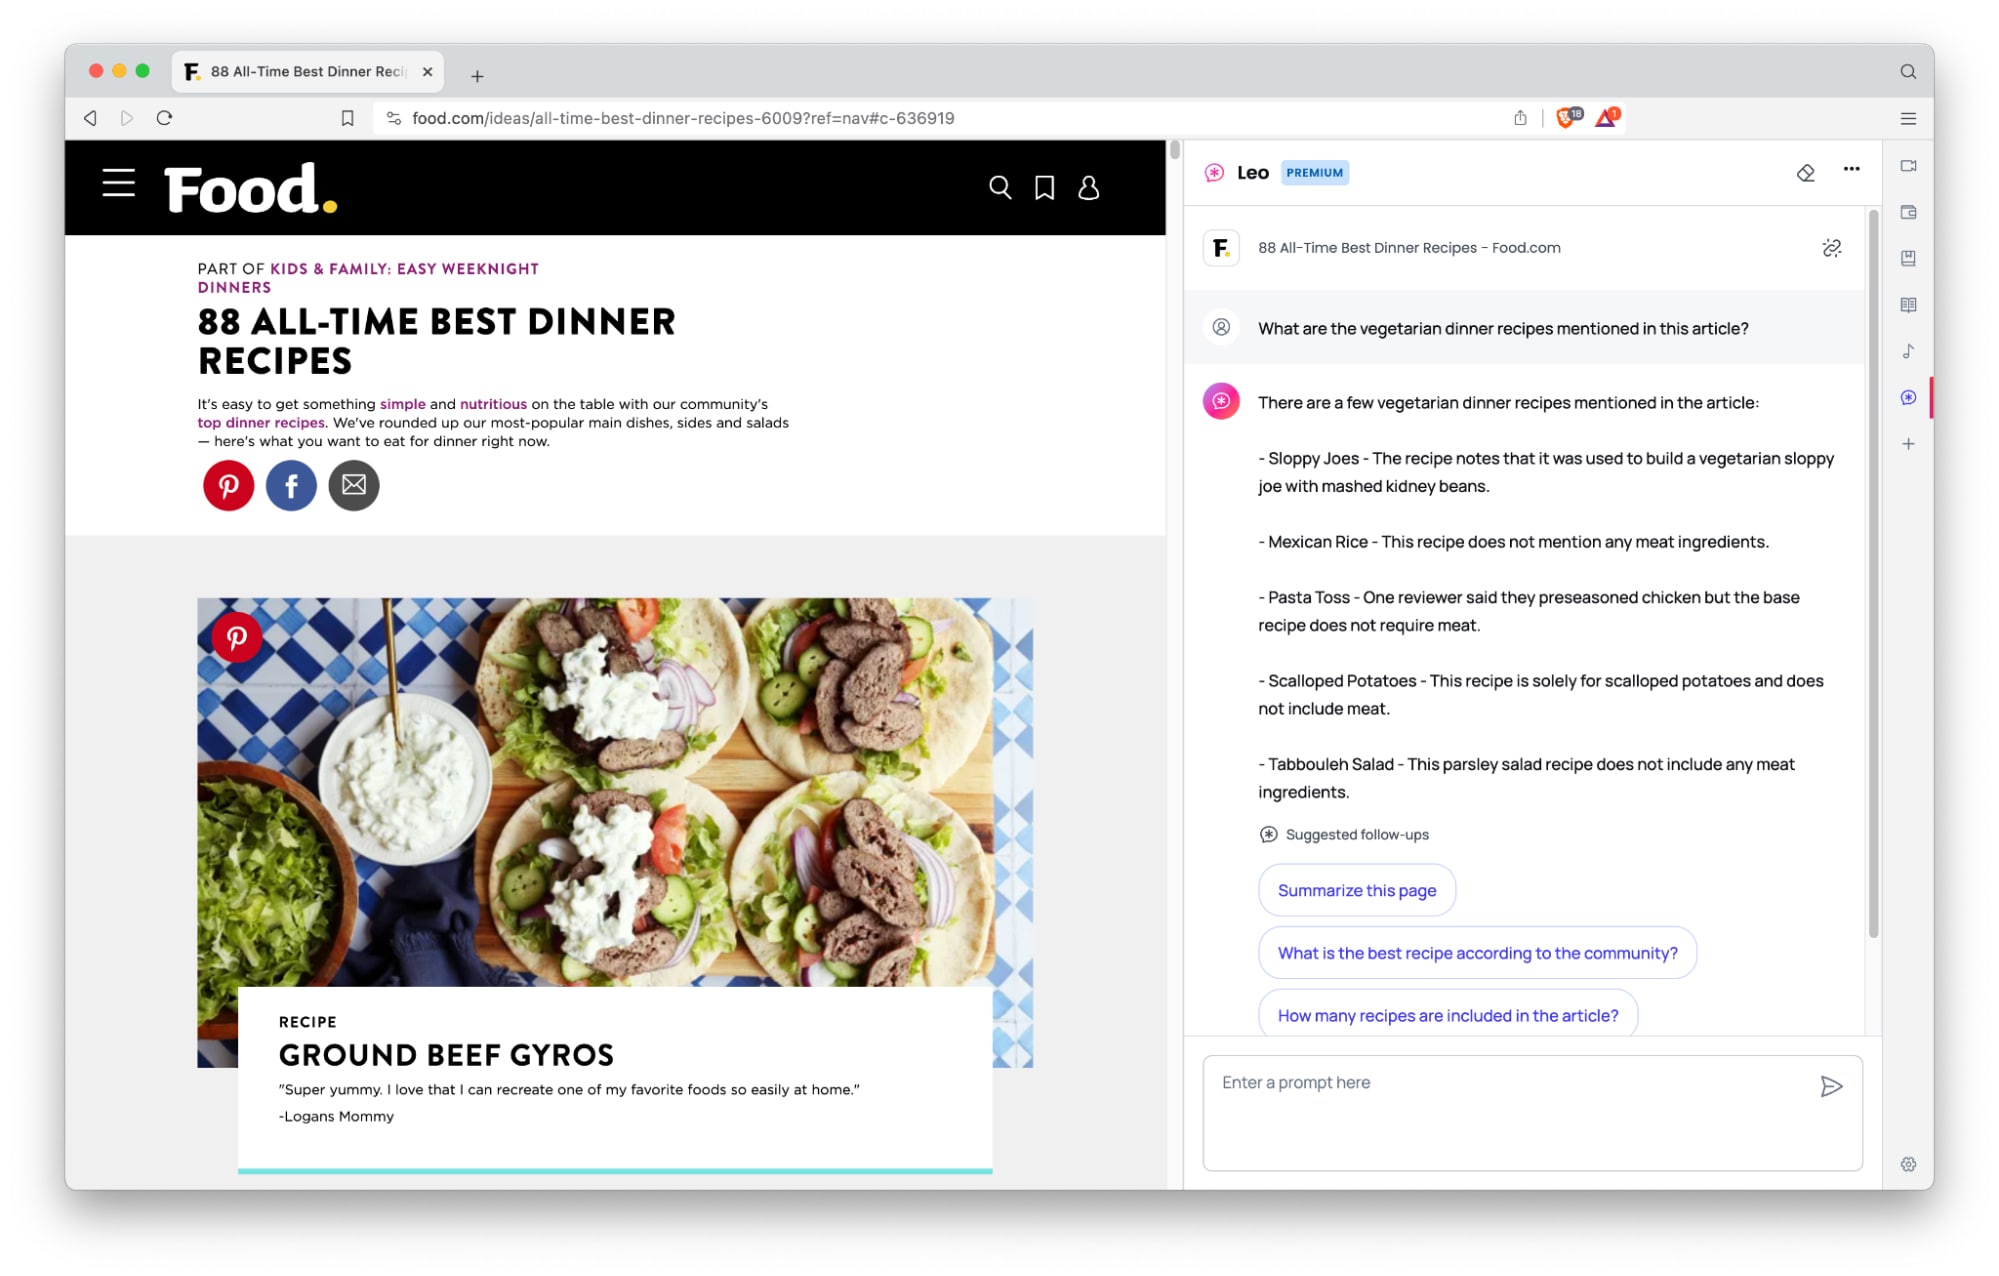 F. 88 All-Time Best Dinner Reci
food.com/ideas/all-time-best-dinner-recipes-6009?ref=nav#c-636919
18
1
Food.
PART OF KIDS & FAMILY: EASY WEEKNIGHT
DINNERS
88 ALL-TIME BEST DINNER
RECIPES
It's easy to get something simple and nutritious on the table with our community's
top dinner recipes. We've rounded up our most-popular main dishes, sides and salads
— here's what you want to eat for dinner right now.
RECIPE
GROUND BEEF GYROS
"Super yummy. I love that I can recreate one of my favorite foods so easily at home."
-Logans Mommy
Leo PREMIUM
F. 88 All-Time Best Dinner Recipes - Food.com
What are the vegetarian dinner recipes mentioned in this article?
There are a few vegetarian dinner recipes mentioned in the article:
- Sloppy Joes - The recipe notes that it was used to build a vegetarian sloppy
joe with mashed kidney beans.
- Mexican Rice - This recipe does not mention any meat ingredients.
- Pasta Toss - One reviewer said they preseasoned chicken but the base
recipe does not require meat.
- Scalloped Potatoes - This recipe is solely for scalloped potatoes and does
not include meat.
- Tabbouleh Salad - This parsley salad recipe does not include any meat
ingredients.
Suggested follow-ups
Summarize this page
What is the best recipe according to the community?
How many recipes are included in the article?
Enter a prompt here